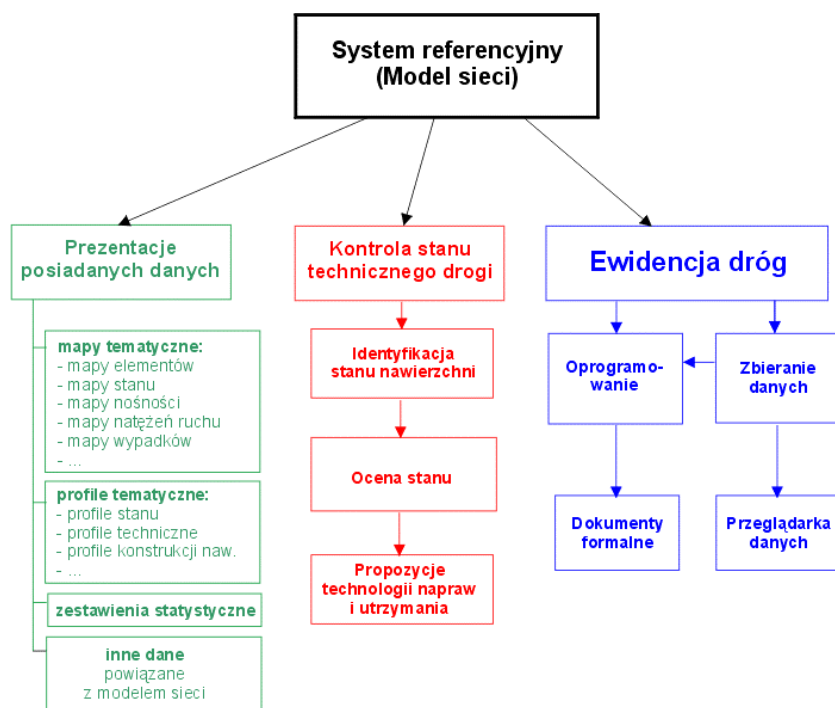 System referencyjny
(Model sieci)
Prezentacje
posiadanych danych
mapy tematyczne:
- mapy elementów
- mapy stanu
- mapy nośności
- mapy natężeń ruchu
- mapy wypadków
- ...
profile tematyczne:
- profile stanu
- profile techniczne
- profile konstrukcji naw.
- ...
zestawienia statystyczne
inne dane
powiązane
z modelem sieci
Kontrola stanu
technicznego drogi
Identyfikacja
stanu nawierzchni
Ocena stanu
Propozycje
technologii napraw
i utrzymania
Ewidencja dróg
Oprogramo-
wanie
Zbieranie
danych
Dokumenty
formalne
Przeglądarka
danych